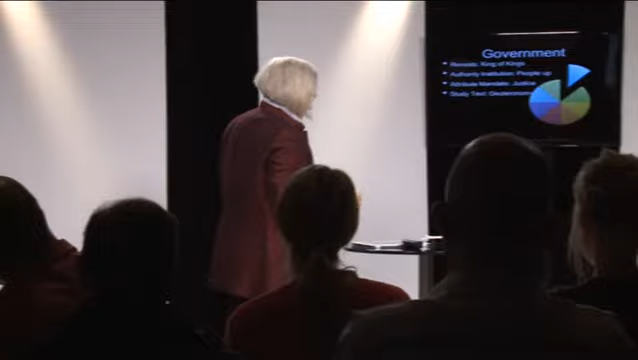 Government
Reveals: King of Kings
Authority Institution: People up
Attribute Mandate: Justice
Study Text: Deuteronomy